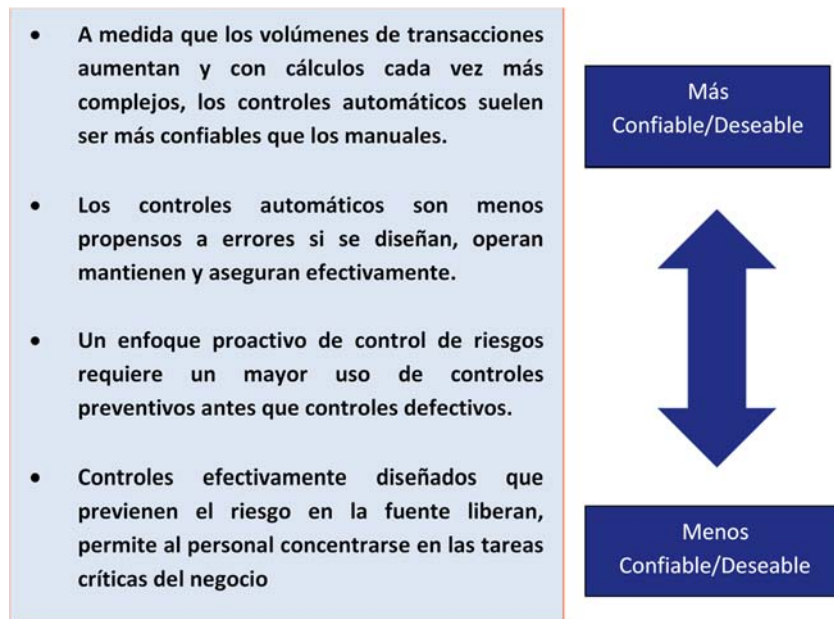 • A medida que los volúmenes de transacciones
aumentan y con cálculos cada vez más
complejos, los controles automáticos suelen
ser más confiables que los manuales.
• Los controles automáticos son menos
propensos a errores si se diseñan, operan
mantienen y aseguran efectivamente.
• Un enfoque proactivo de control de riesgos
requiere un mayor uso de controles
preventivos antes que controles defectivos.
• Controles efectivamente diseñados que
previenen el riesgo en la fuente liberan,
permite al personal concentrarse en las tareas
críticas del negocio
Más
Confiable/Deseable
Menos
Confiable/Deseable